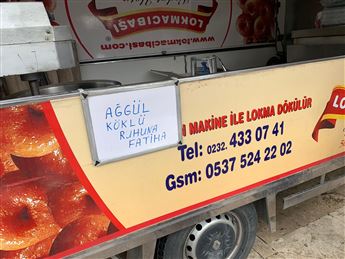 LOKMACIBAŞI
www.lokmacibasi.com
AĞGÜL
KÖKLÜ
RUHUNA
FATİHA
MAKİNE İLE LOKMA DÖKÜLÜR
Tel: 0232. 433 07 41
Gsm: 0537 524 22 02
LO